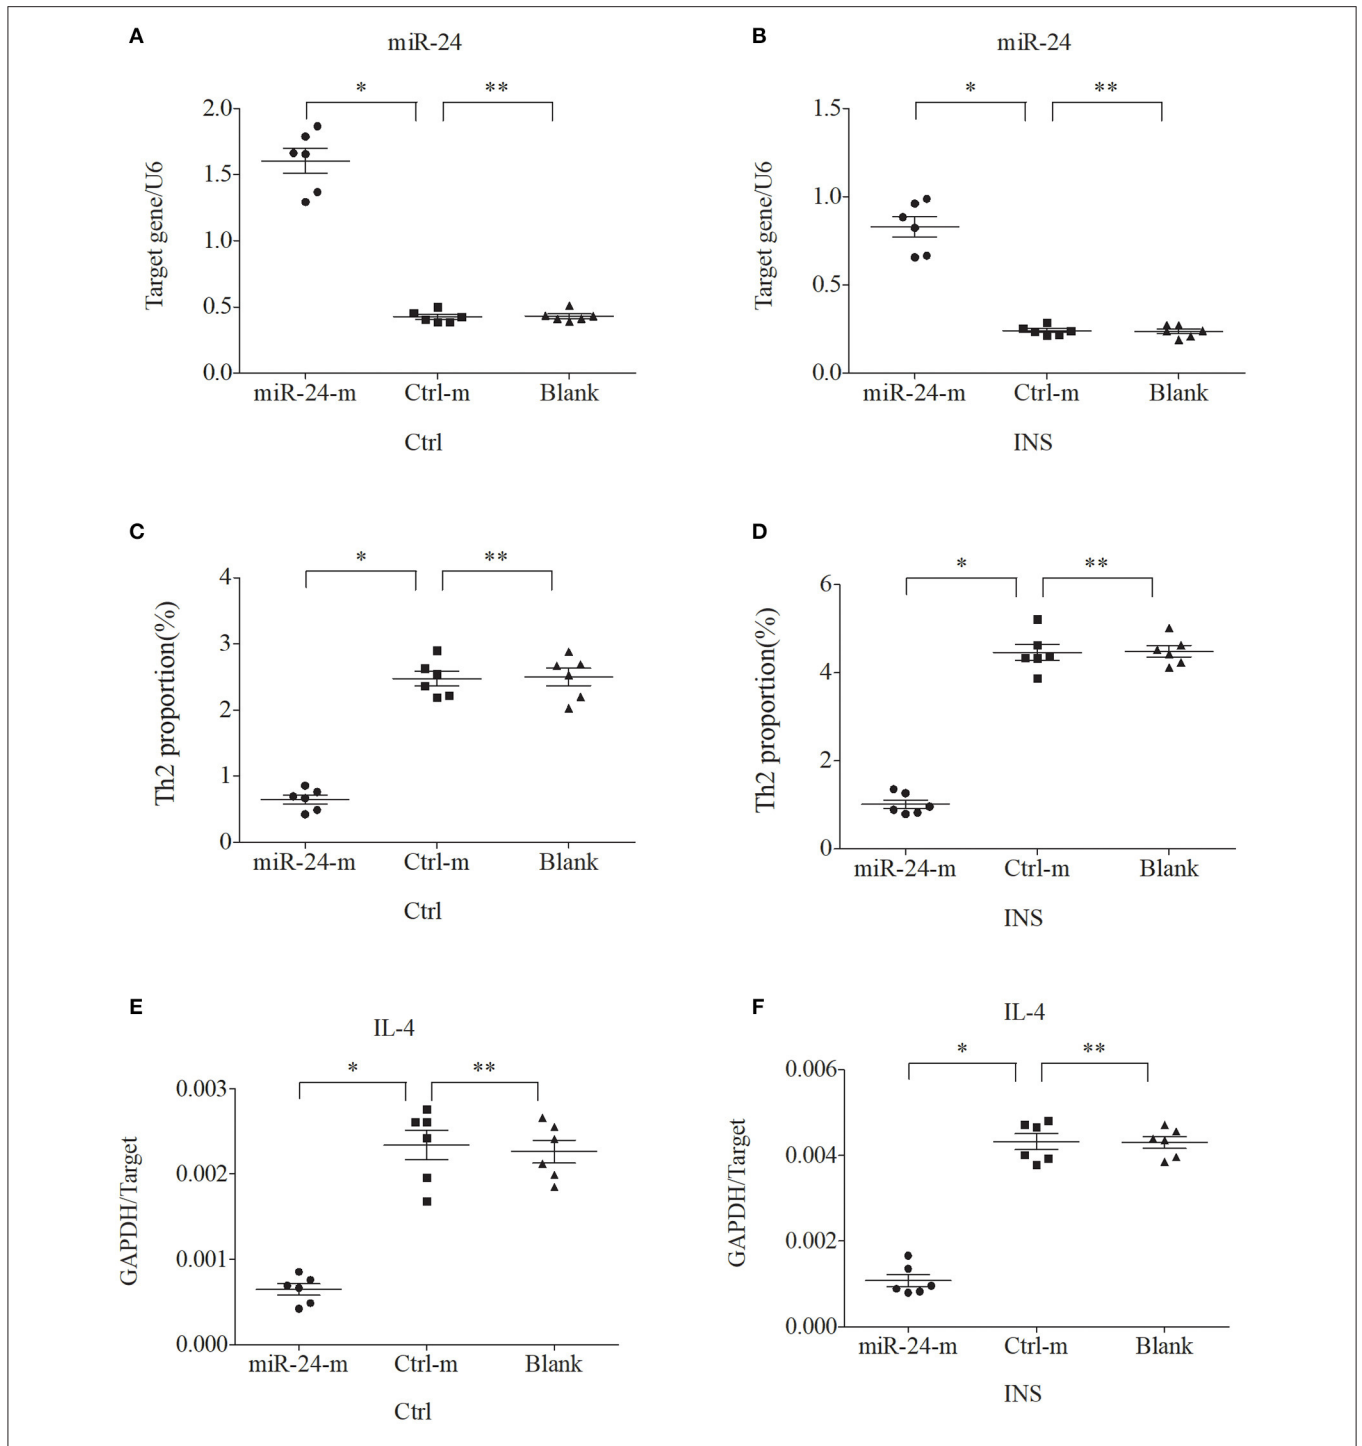 A
miR-24
* **
2.0
1.5
1.0
0.5
0.0
Target gene/U6
miR-24-m Ctrl-m Blank
Ctrl
B
miR-24
* **
1.5
1.0
0.5
0.0
Target gene/U6
miR-24-m Ctrl-m Blank
INS
C
* **
4
3
2
1
0
Th2 proportion(%)
miR-24-m Ctrl-m Blank
Ctrl
D
* **
6
4
2
0
Th2 proportion(%)
miR-24-m Ctrl-m Blank
INS
E
IL-4
* **
0.003
0.002
0.001
0.000
GAPDH/Target
miR-24-m Ctrl-m Blank
Ctrl
F
IL-4
* **
0.006
0.004
0.002
0.000
GAPDH/Target
miR-24-m Ctrl-m Blank
INS